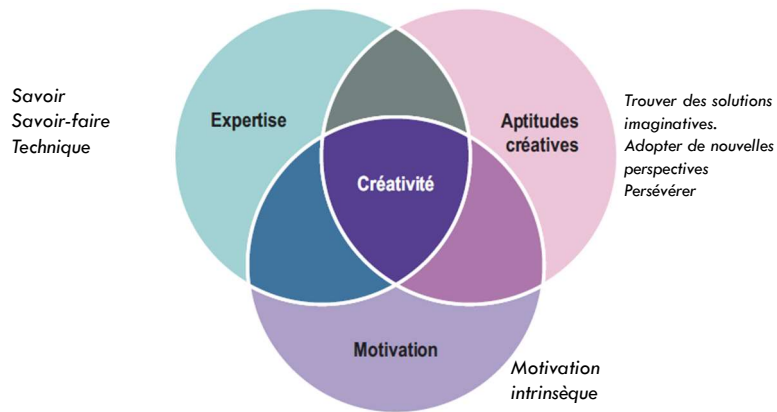 Savoir
Savoir-faire
Technique
Expertise
Aptitudes
créatives
Trouver des solutions
imaginatives.
Adopter de nouvelles
perspectives
Persévérer
Créativité
Motivation
Motivation
intrinsèque